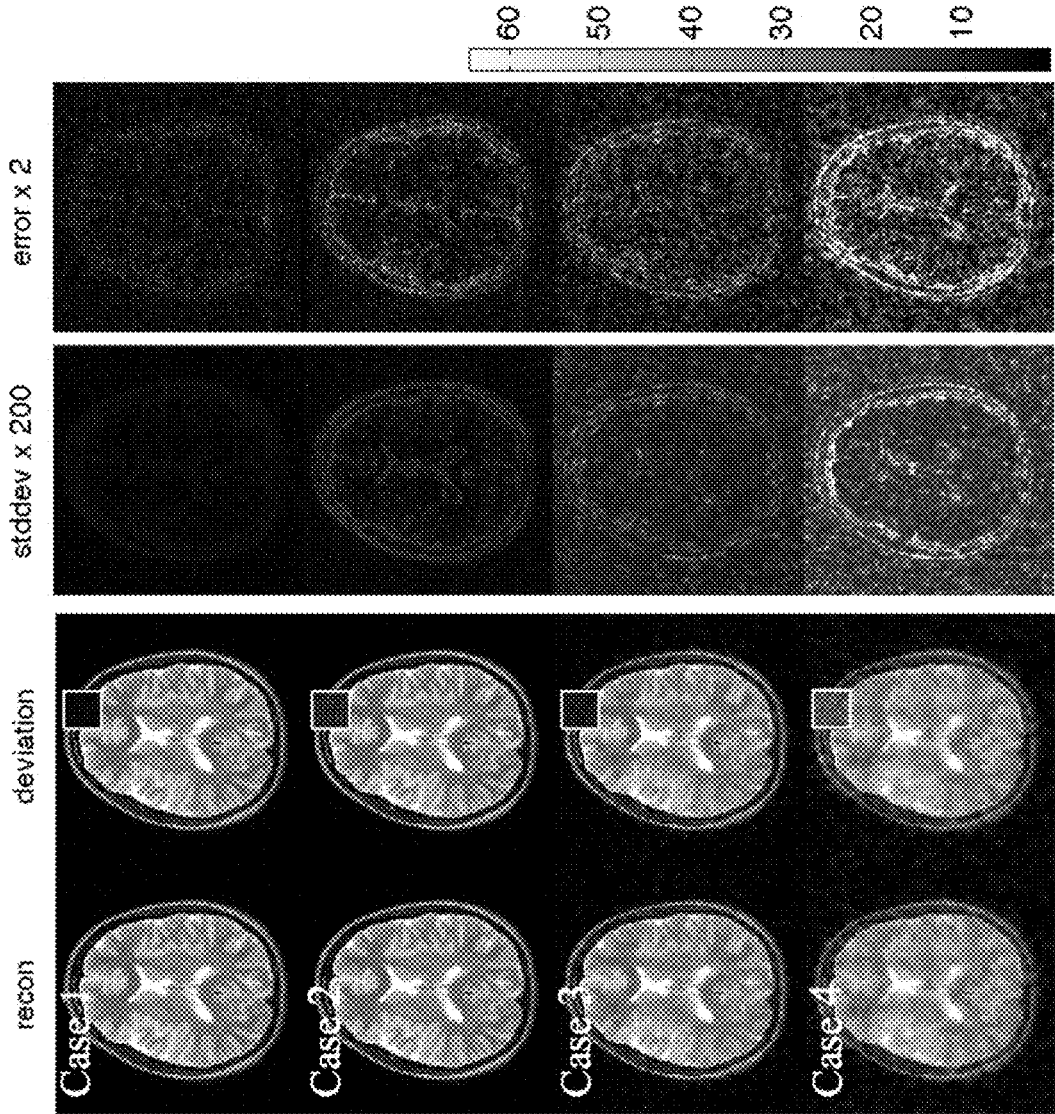 recon
deviation
stddev x 200
error x 2
Case 1
Case 2
Case 3
Case 4
60
50
40
30
20
10